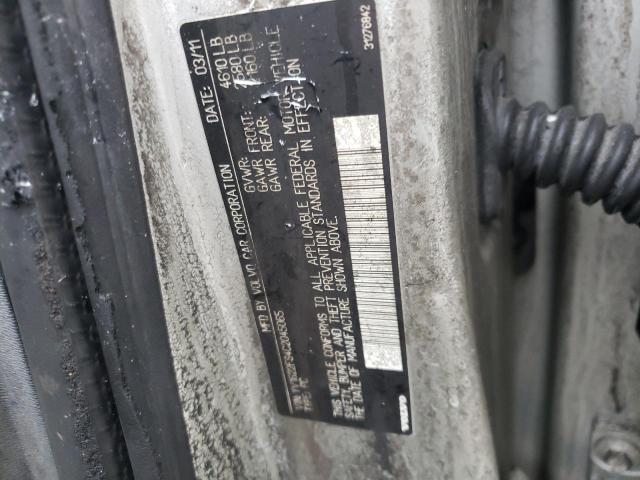 MFD BY VOLVO CAR CORPORATION
DATE: 03/11
GVWR: 4610 LB
GAWR FRONT: LB
GAWR REAR: LB
THIS VEHICLE CONFORMS TO ALL APPLICABLE FEDERAL MOTOR VEHICLE
SAFETY, BUMPER AND THEFT PREVENTION STANDARDS IN EFFECT ON
THE DATE OF MANUFACTURE SHOWN ABOVE.
VOLVO
31276842